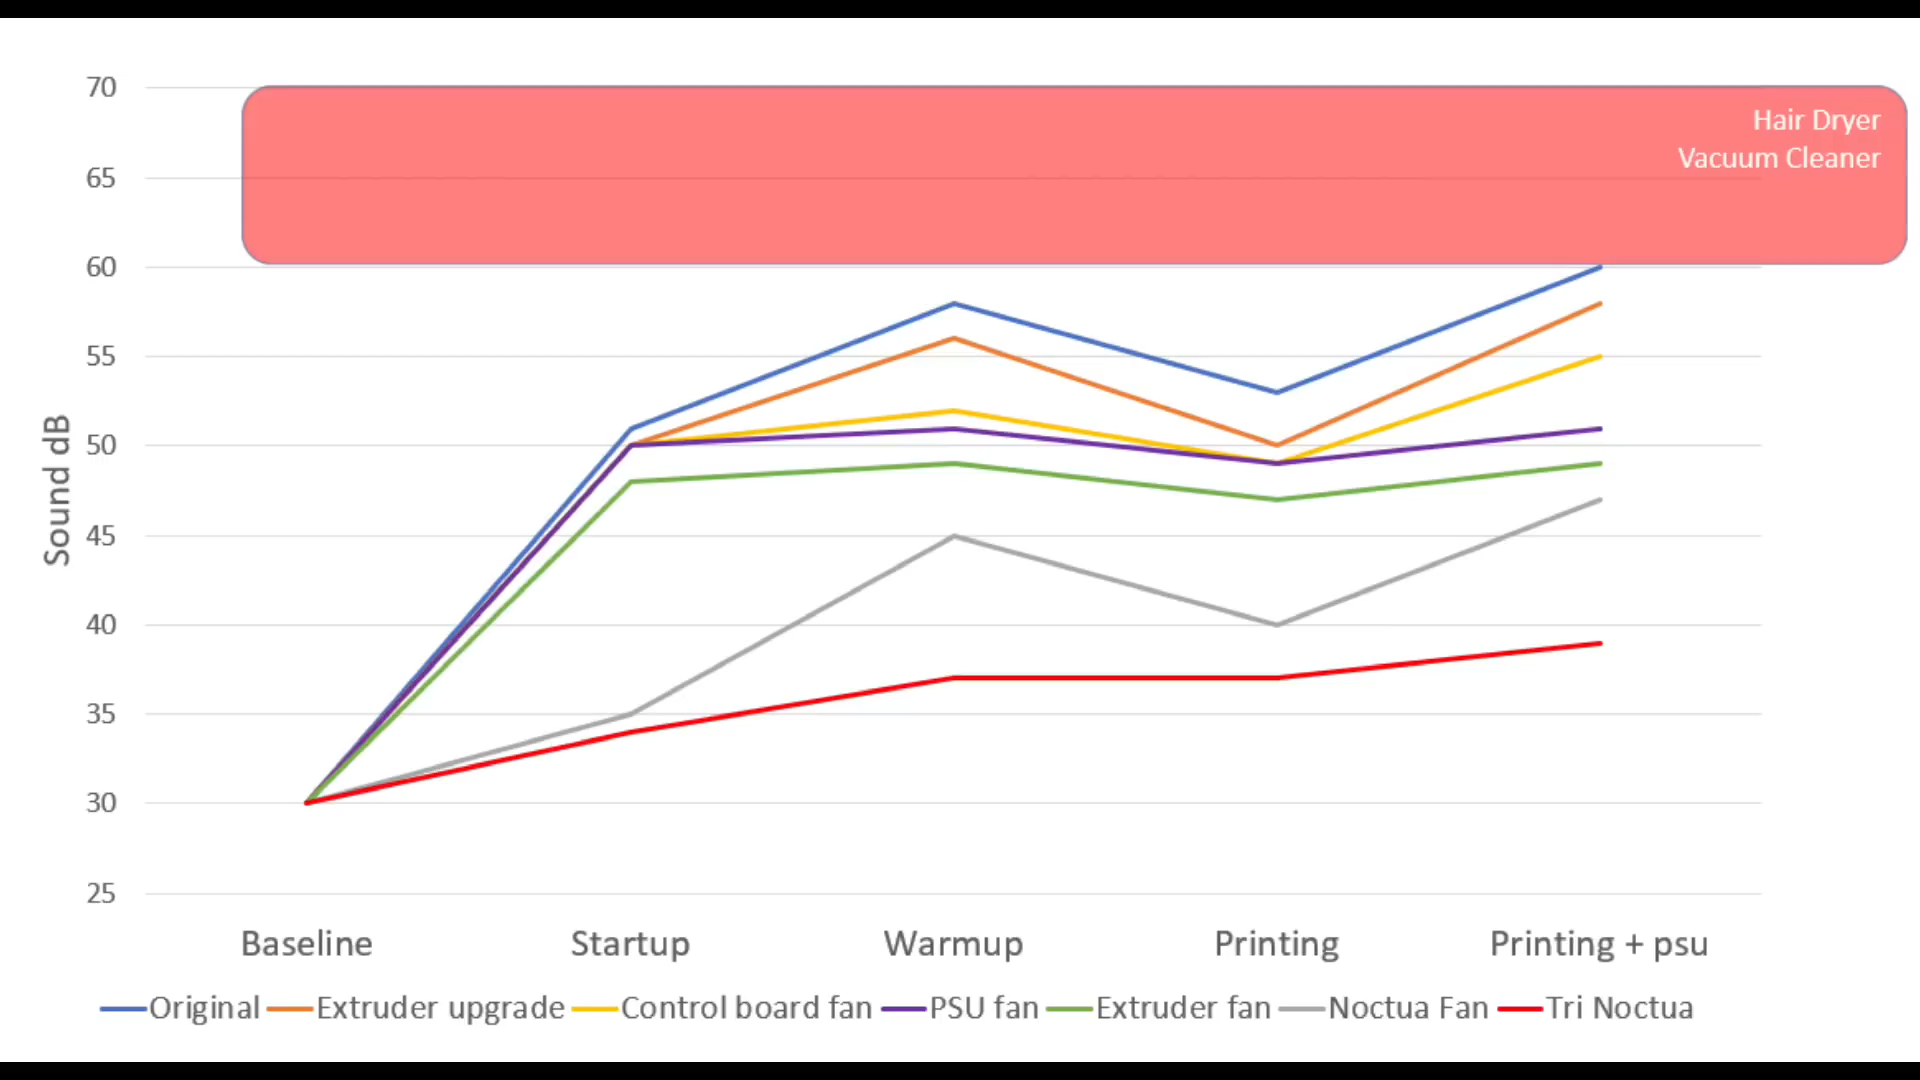 70
Hair Dryer
Vacuum Cleaner
65
60
55
50
45
40
35
30
25
Sound dB
Baseline Startup Warmup Printing Printing + psu
Original Extruder upgrade Control board fan PSU fan Extruder fan Noctua Fan Tri Noctua